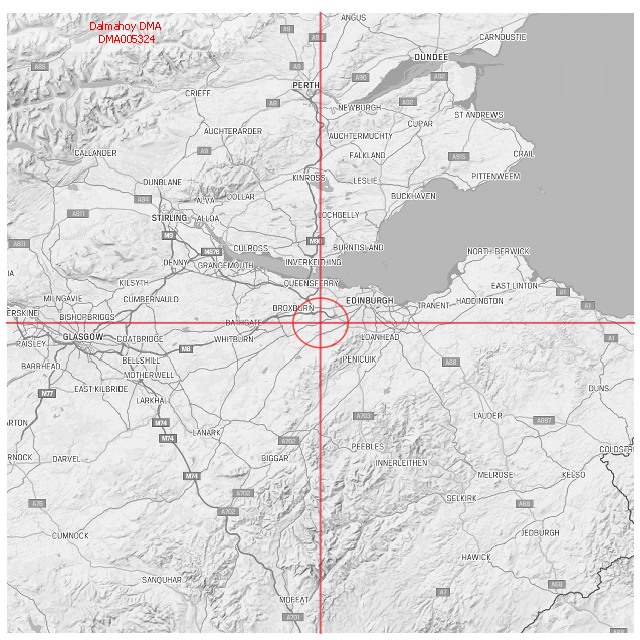 Dalmahoy DMA
DMA005324
ANGUS
A9
A93
CARNOUSTIE
DUNDEE
A85
A9
A90
A92
PERTH
CRIEFF
A9
NEWBURGH
A92
ST ANDREWS
CUPAR
AUCHTERARDER
AUCHTERMUCHTY
CALLANDER
A9
FALKLAND
A915
CRAIL
DUNBLANE
KINROSS
LESLIE
PITTENWEEM
A84
ALVA
DOLLAR
BUCKHAVEN
A811
STIRLING
ALLOA
LOCHGELLY
M9
A811
M90
M876
CULROSS
BURNTISLAND
NORTH BERWICK
DENNY
GRANGEMOUTH
INVERKEITHING
KILSYTH
QUEENSFERRY
EAST LINTON
A1
MILNGAVIE
CUMBERNAULD
EDINBURGH
HADDINGTON
TRANENT
A1
ERSKINE
BISHOPBRIGGS
BROXBURN
BATHGATE
PAISLEY
GLASGOW
COATBRIDGE
WHITBURN
LOANHEAD
A1
M8
BELLSHILL
PENICUIK
A68
BARRHEAD
MOTHERWELL
M77
EAST KILBRIDE
DUNS
LARKHAL
A703
LAUDER
A697
M74
M74
LANARK
A702
PEEBLES
COLDSTR
DARVEL
BIGGAR
INNERLEITHEN
M74
MELROSE
KELSO
A76
A702
SELKIRK
A68
A702
CUMNOCK
JEDBURGH
HAWICK
SANQUHAR
A68
A7
MOFFAT
A701